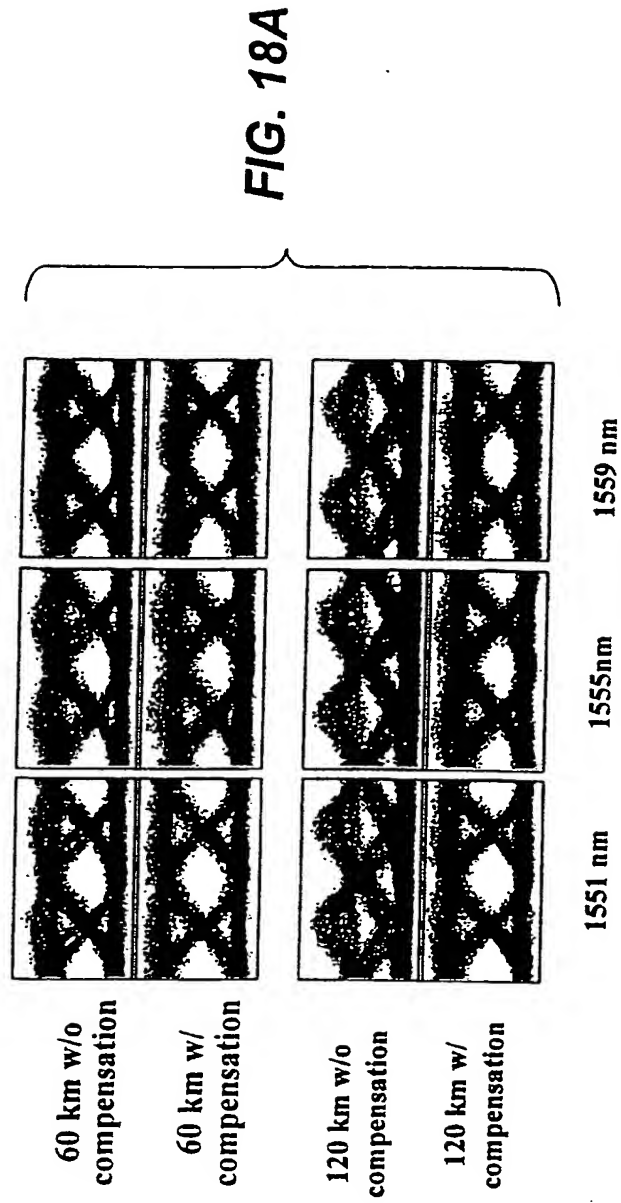 FIG. 18A
60 km w/o
compensation
60 km w/
compensation
120 km w/o
compensation
120 km w/
compensation
1551 nm
1555nm
1559 nm